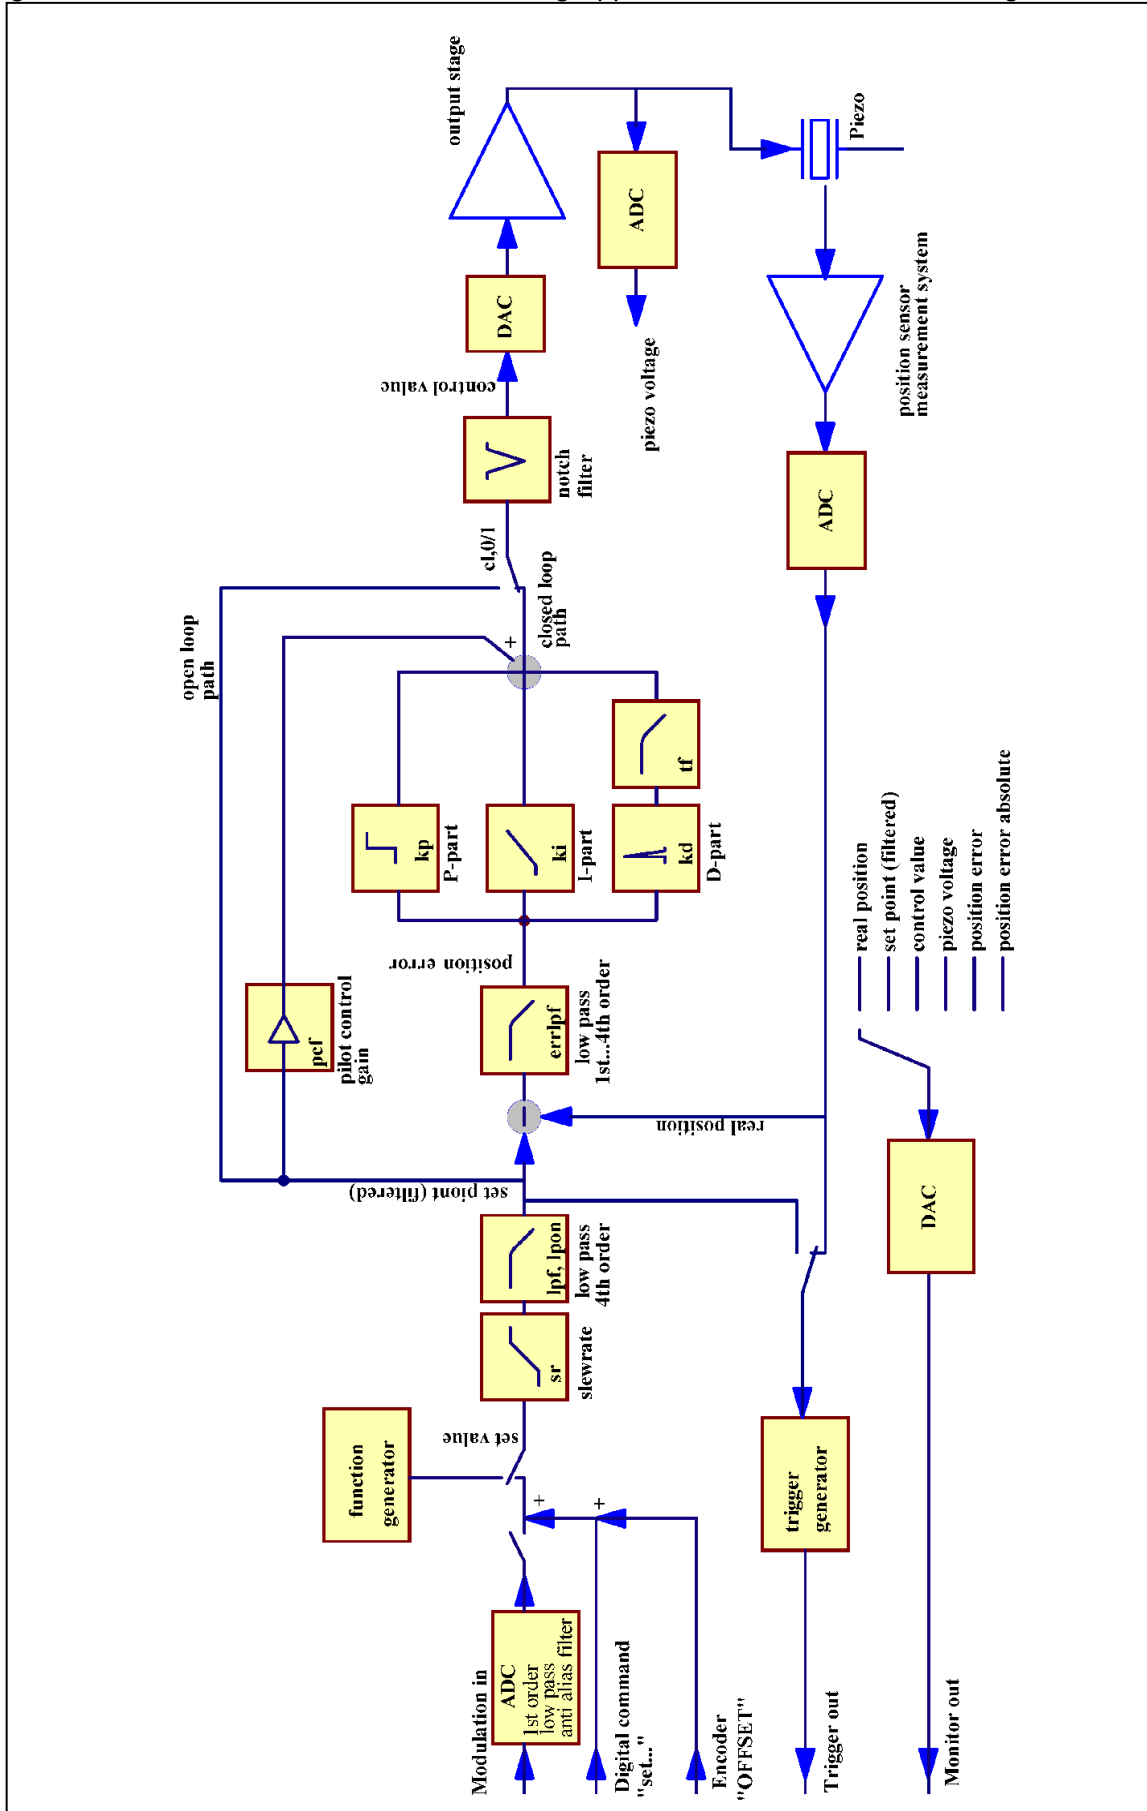 output stage
Piezo
ADC
DAC
piezo voltage
position sensor
measurement system
control value
notch
filter
ADC
cl,0/1
closed loop
path
+
open loop
path
tf
kp
P-part
ki
I-part
kd
D-part
position error
errlpf
low pass
1st...4th order
pcf
pilot control
gain
real position
real position
set point (filtered)
control value
piezo voltage
position error
position error absolute
DAC
set piont (filtered)
lpf, lpon
low pass
4th order
sr
slewrate
set value
function
generator
+
+
trigger
generator
ADC
1st order
low pass
anti alias filter
Modulation in
Digital command
"set..."
Encoder
"OFFSET"
Trigger out
Monitor out